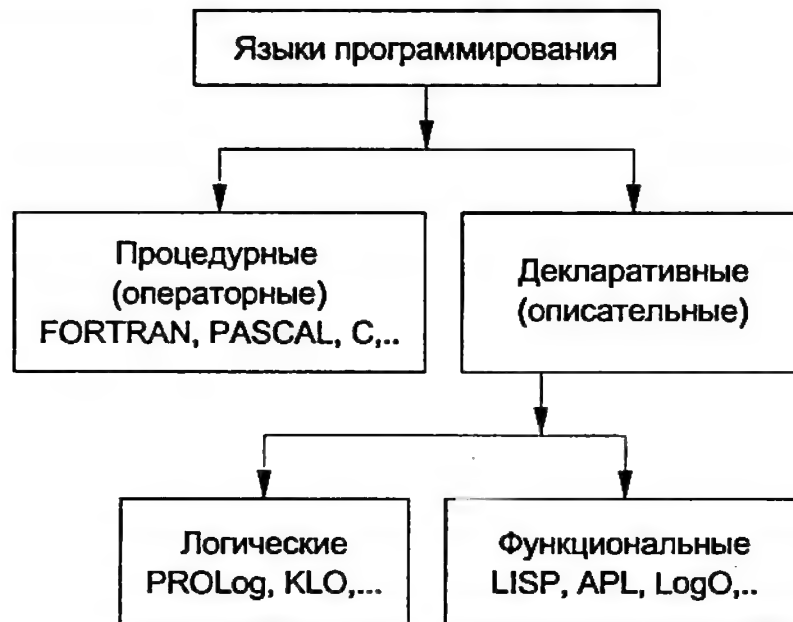 Языки программирования
Процедурные
(операторные)
FORTRAN, PASCAL, C,..
Декларативные
(описательные)
Логические
PROLog, KLO,...
Функциональные
LISP, APL, LogO,..